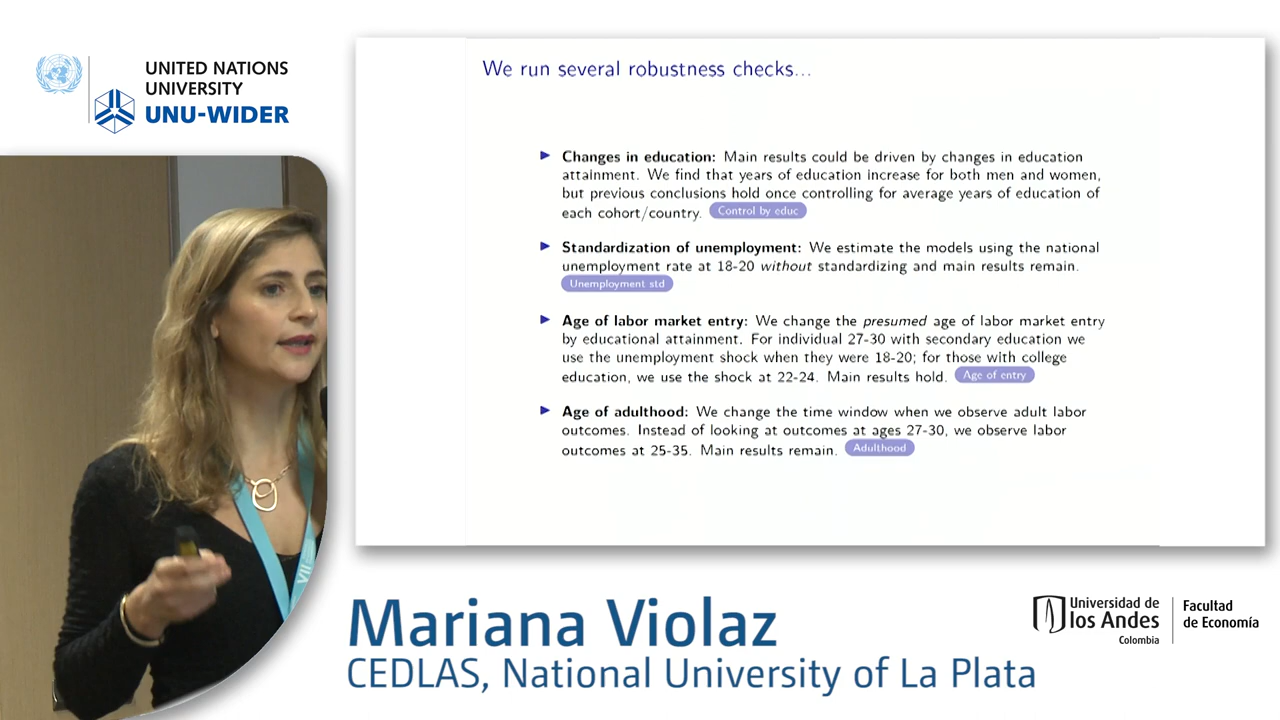 UNITED NATIONS
UNIVERSITY
UNU-WIDER
We run several robustness checks...
Changes in education: Main results could be driven by changes in education
attainment. We find that years of education increase for both men and women,
but previous conclusions hold once controlling for average years of education of
each cohort/country. Control by educ
Standardization of unemployment: We estimate the models using the national
unemployment rate at 18-20 without standardizing and main results remain.
Unemployment std
Age of labor market entry: We change the presumed age of labor market entry
by educational attainment. For individual 27-30 with secondary education we
use the unemployment shock when they were 18-20; for those with college
education, we use the shock at 22-24. Main results hold. Age of entry
Age of adulthood: We change the time window when we observe adult labor
outcomes. Instead of looking at outcomes at ages 27-30, we observe labor
outcomes at 25-35. Main results remain. Adulthood
VII
Mariana Violaz
CEDLAS, National University of La Plata
Universidad de
los Andes
Colombia
Facultad
de Economía